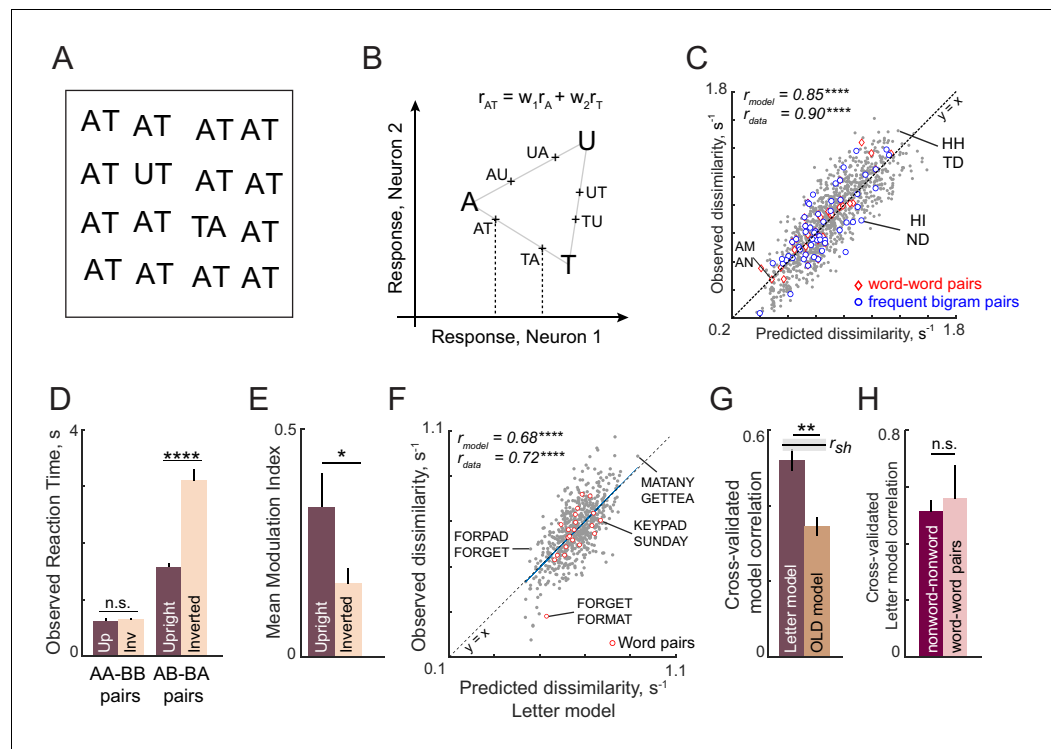 A
AT AT AT AT
AT UT AT AT
AT AT TA AT
AT AT AT AT
B
r_AT = w_1r_A + w_2r_T
Response, Neuron 2
U
UA
AU
A
UT
AT
TU
TA
T
Response, Neuron 1
C
1.8
r_model = 0.85****
r_data = 0.90****
y = x
HH
TD
HI
ND
AM
AN
word-word pairs
frequent bigram pairs
Observed dissimilarity, s⁻¹
0.2
1.8
Predicted dissimilarity, s⁻¹
D
Observed Reaction Time, s
4
****
n.s.
Up
Inv
Upright
Inverted
0
AA-BB
pairs
AB-BA
pairs
E
Mean Modulation Index
0.5
*
Upright
Inverted
0
F
Observed dissimilarity, s⁻¹
1.1
r_model = 0.68****
r_data = 0.72****
MATANY
GETTEA
KEYPAD
SUNDAY
FORPAD
FORGET
FORGET
FORMAT
Word pairs
y = x
0.1
1.1
Predicted dissimilarity, s⁻¹
Letter model
G
Cross-validated
model correlation
0.6
**
r_sh
Letter model
OLD model
0
H
Cross-validated
Letter model correlation
0.8
n.s.
nonword-nonword
word-word pairs
0